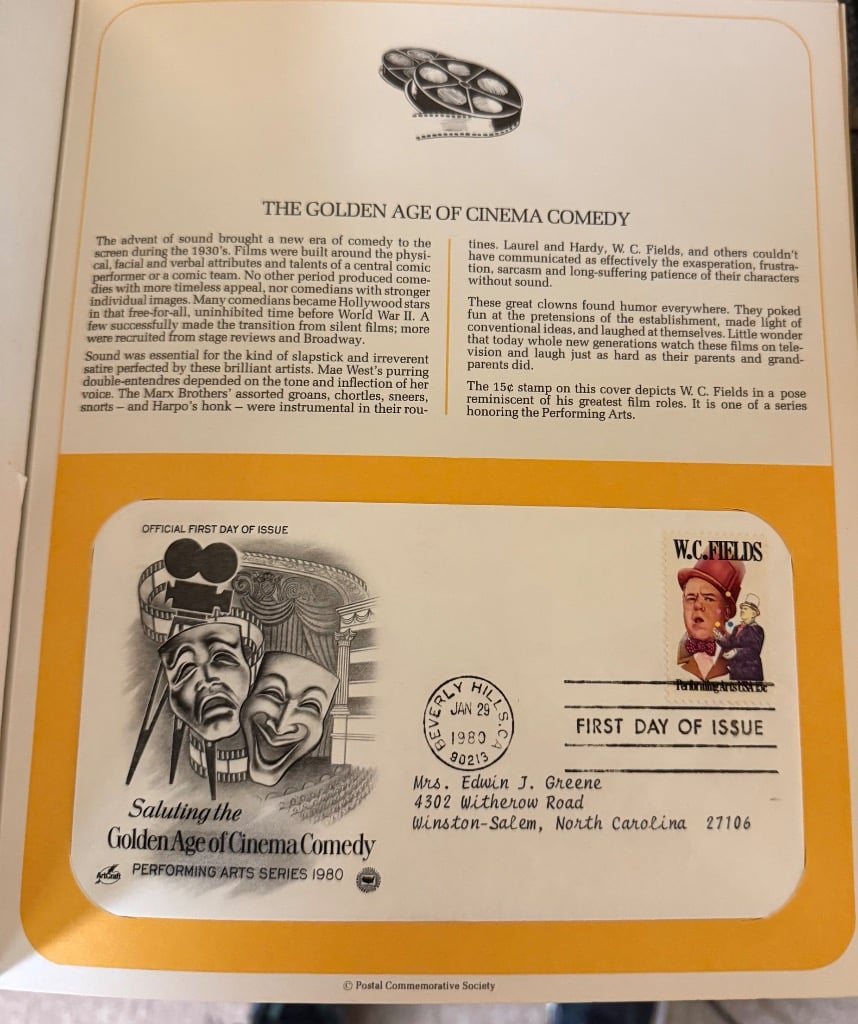 THE GOLDEN AGE OF CINEMA COMEDY
The advent of sound brought a new era of comedy to the
screen during the 1930's. Films were built around the physi-
cal, facial and verbal attributes and talents of a central comic
performer or a comic team. No other period produced come-
dies with more timeless appeal, nor comedians with stronger
individual images. Many comedians became Hollywood stars
in that free-for-all, uninhibited time before World War II. A
few successfully made the transition from silent films; more
were recruited from stage reviews and Broadway.
Sound was essential for the kind of slapstick and irreverent
satire perfected by these brilliant artists. Mae West's purring
double-entendres depended on the tone and inflection of her
voice. The Marx Brothers' assorted groans, chortles, sneers,
snorts – and Harpo's honk – were instrumental in their rou-
tines. Laurel and Hardy, W. C. Fields, and others couldn't
have communicated as effectively the exasperation, frustra-
tion, sarcasm and long-suffering patience of their characters
without sound.
These great clowns found humor everywhere. They poked
fun at the pretensions of the establishment, made light of
conventional ideas, and laughed at themselves. Little wonder
that today whole new generations watch these films on tele-
vision and laugh just as hard as their parents and grand-
parents did.
The 15¢ stamp on this cover depicts W. C. Fields in a pose
reminiscent of his greatest film roles. It is one of a series
honoring the Performing Arts.
OFFICIAL FIRST DAY OF ISSUE
W.C. FIELDS
Performing Arts USA 15c
BEVERLY HILLS, CA
JAN 29
1980
90213
FIRST DAY OF ISSUE
Mrs. Edwin J. Greene
4302 Witherow Road
Winston-Salem, North Carolina 27106
Saluting the
Golden Age of Cinema Comedy
ArtCraft
PERFORMING ARTS SERIES 1980
© Postal Commemorative Society